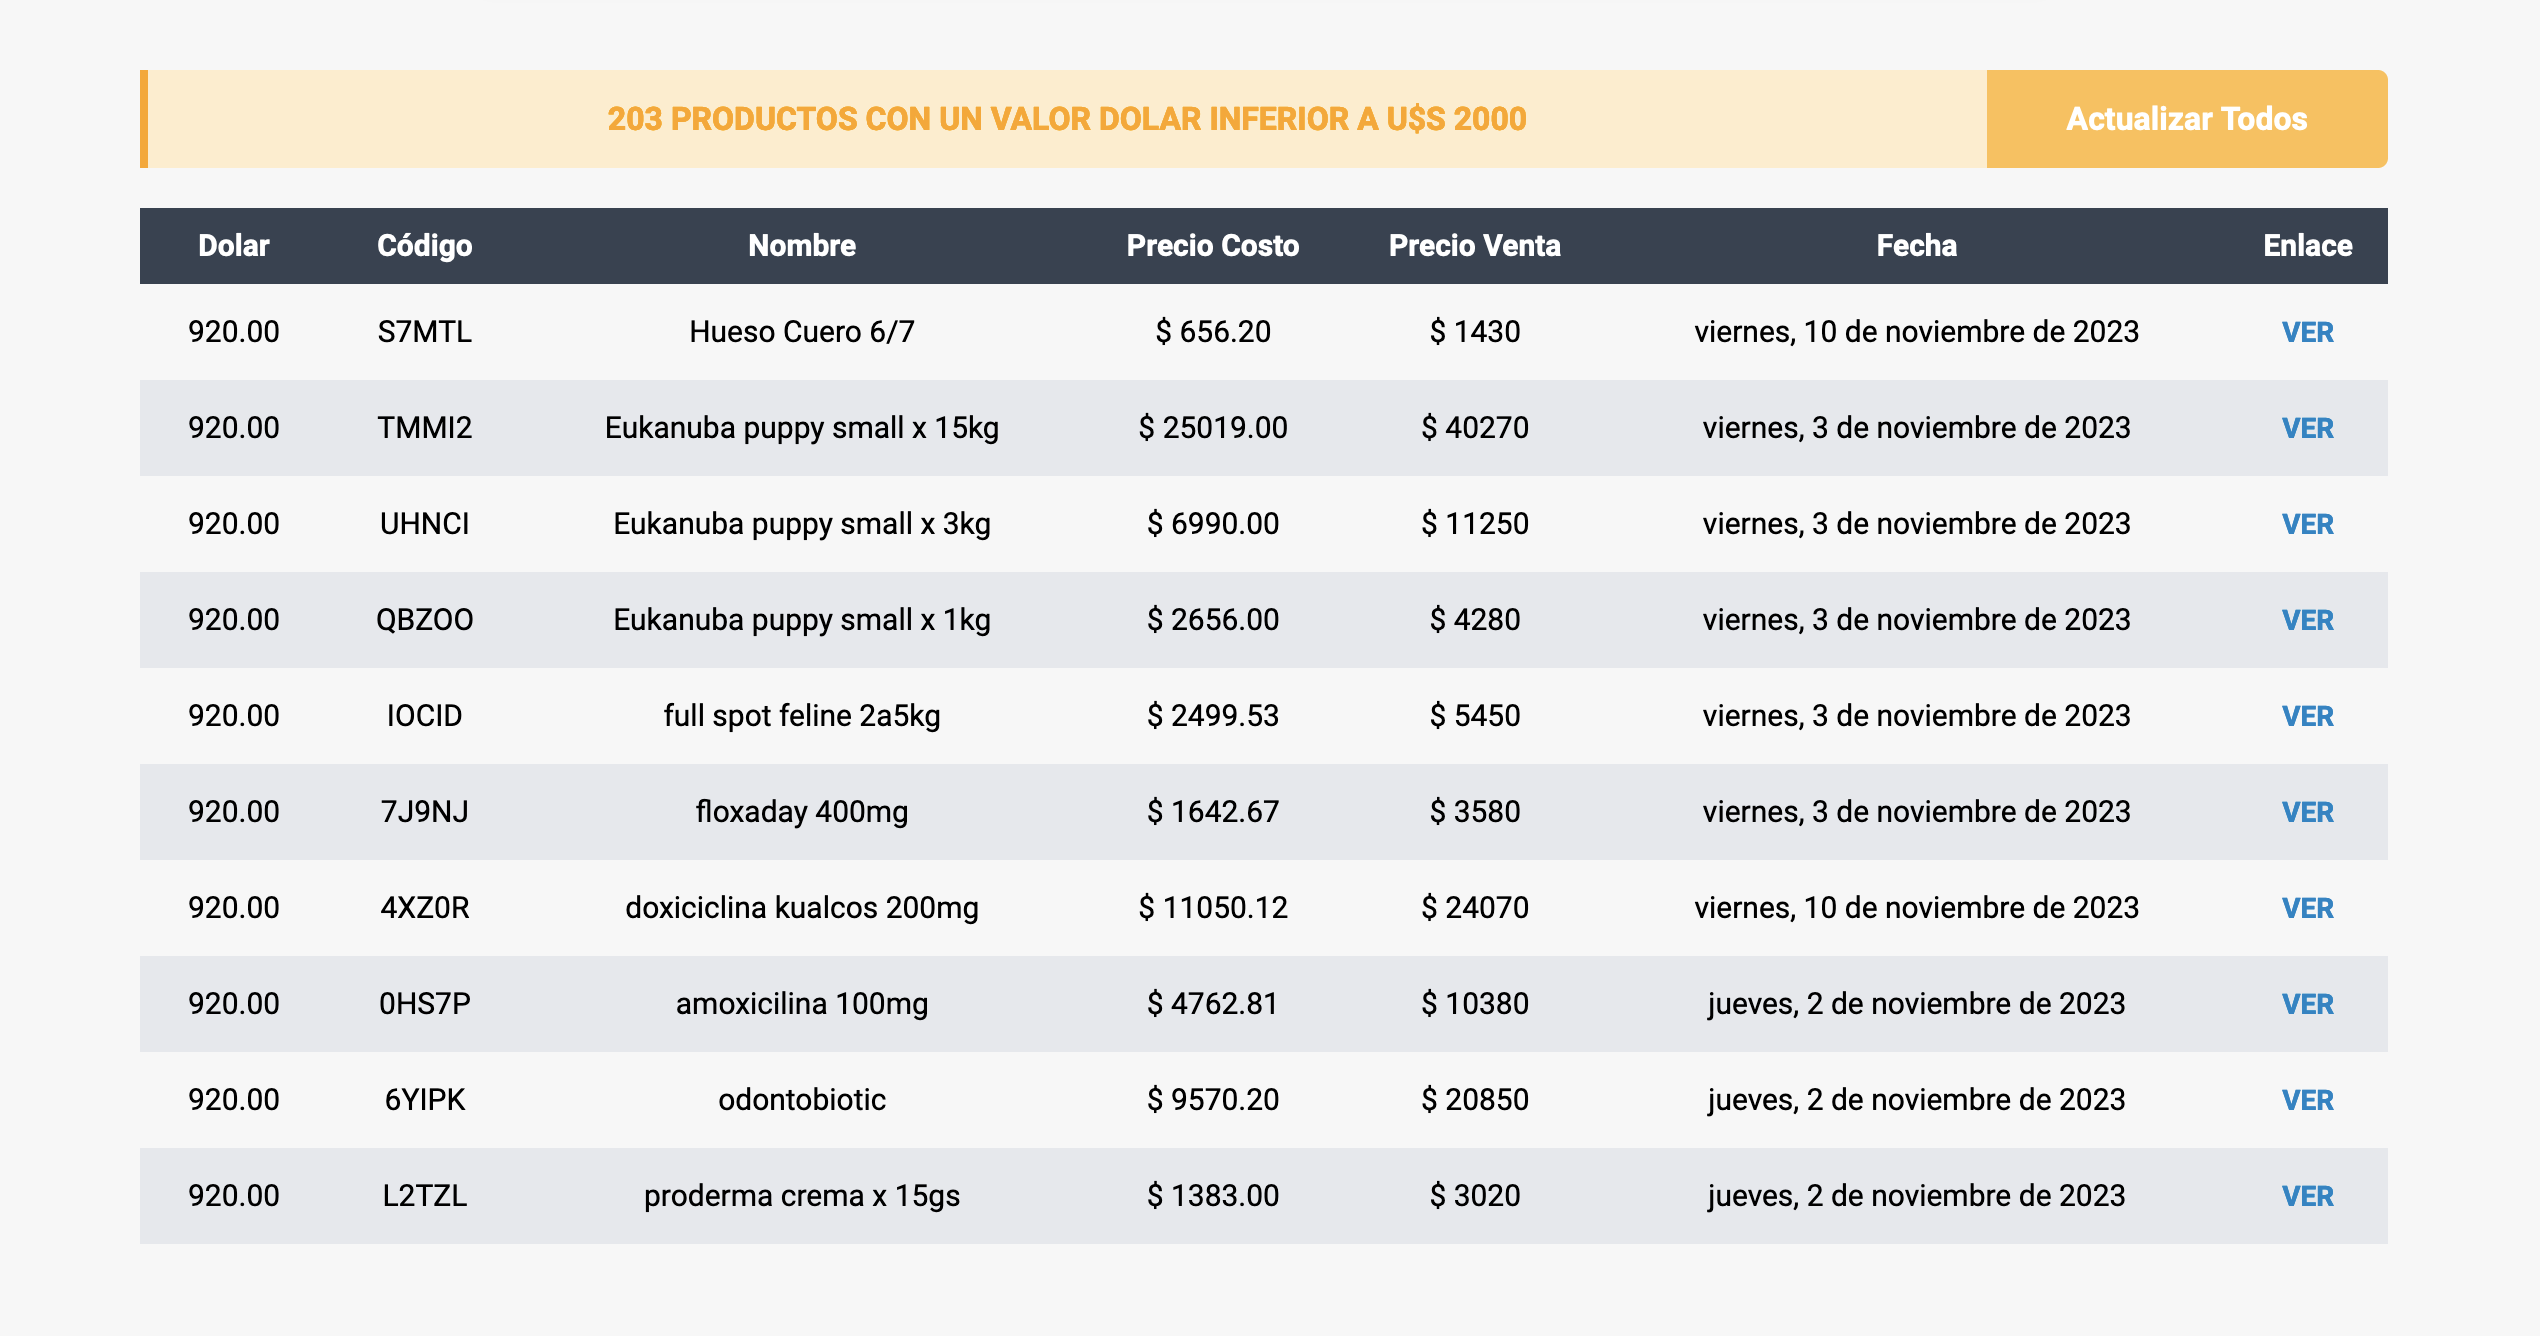 203 PRODUCTOS CON UN VALOR DOLAR INFERIOR A U$S 2000 Actualizar Todos
Dolar Código Nombre Precio Costo Precio Venta Fecha Enlace
920.00 S7MTL Hueso Cuero 6/7 $ 656.20 $ 1430 viernes, 10 de noviembre de 2023 VER
920.00 TMMI2 Eukanuba puppy small x 15kg $ 25019.00 $ 40270 viernes, 3 de noviembre de 2023 VER
920.00 UHNCI Eukanuba puppy small x 3kg $ 6990.00 $ 11250 viernes, 3 de noviembre de 2023 VER
920.00 QBZOO Eukanuba puppy small x 1kg $ 2656.00 $ 4280 viernes, 3 de noviembre de 2023 VER
920.00 IOCID full spot feline 2a5kg $ 2499.53 $ 5450 viernes, 3 de noviembre de 2023 VER
920.00 7J9NJ floxaday 400mg $ 1642.67 $ 3580 viernes, 3 de noviembre de 2023 VER
920.00 4XZ0R doxiciclina kualcos 200mg $ 11050.12 $ 24070 viernes, 10 de noviembre de 2023 VER
920.00 0HS7P amoxicilina 100mg $ 4762.81 $ 10380 jueves, 2 de noviembre de 2023 VER
920.00 6YIPK odontobiotic $ 9570.20 $ 20850 jueves, 2 de noviembre de 2023 VER
920.00 L2TZL proderma crema x 15gs $ 1383.00 $ 3020 jueves, 2 de noviembre de 2023 VER